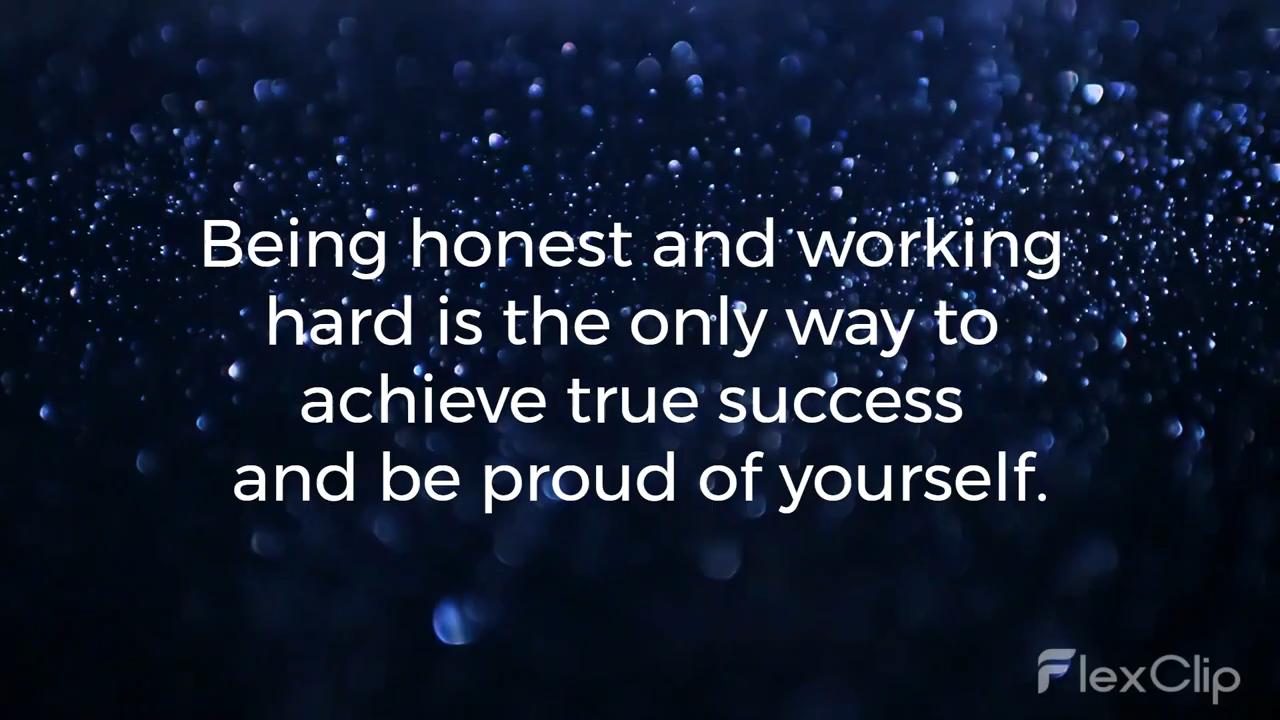 Being honest and working
hard is the only way to
achieve true success
and be proud of yourself.
FlexClip